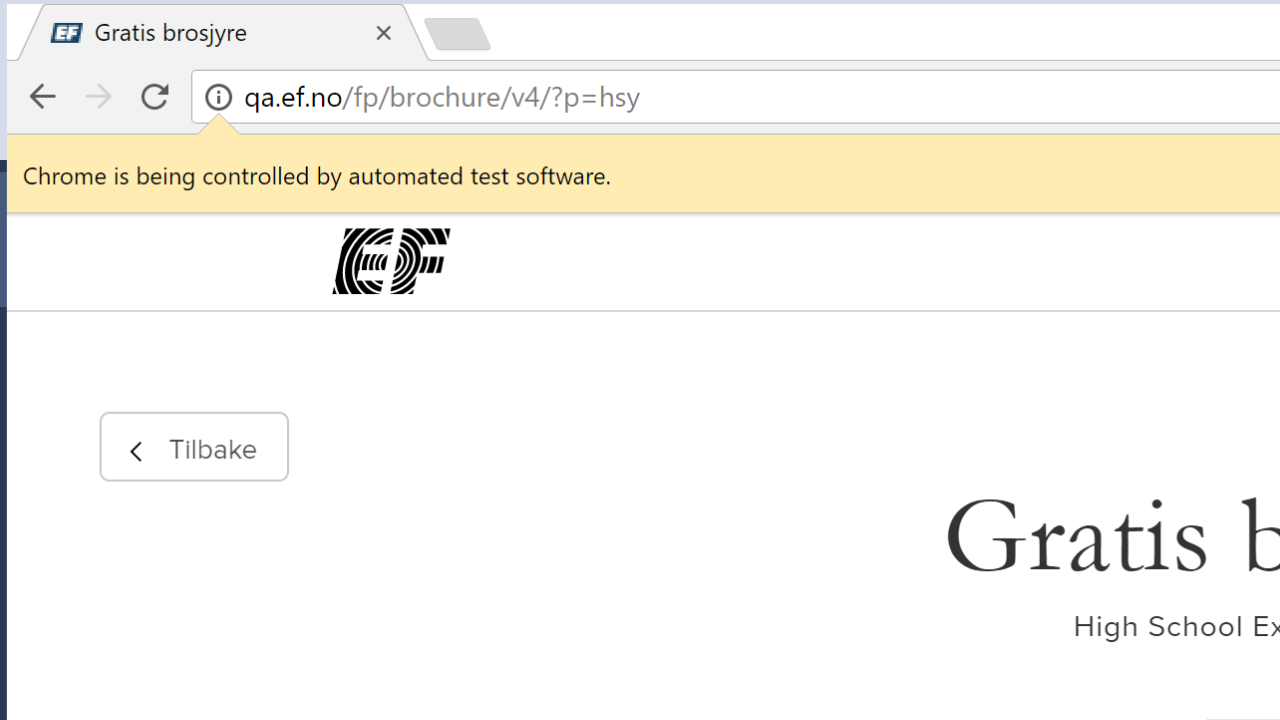 EF Gratis brosjyre
qa.ef.no/fp/brochure/v4/?p=hsy
Chrome is being controlled by automated test software.
EF
Tilbake
Gratis b
High School Ex